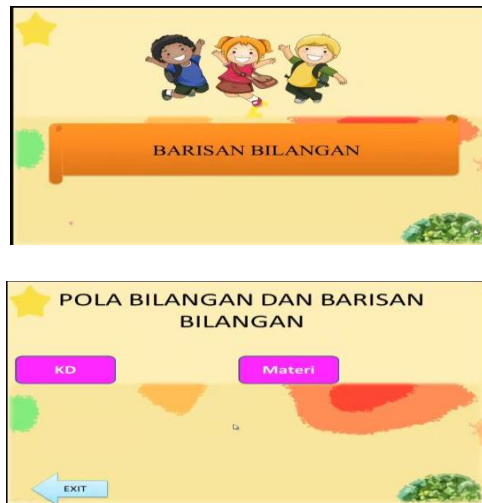 BARISAN BILANGAN
POLA BILANGAN DAN BARISAN
BILANGAN
KD
Materi
EXIT